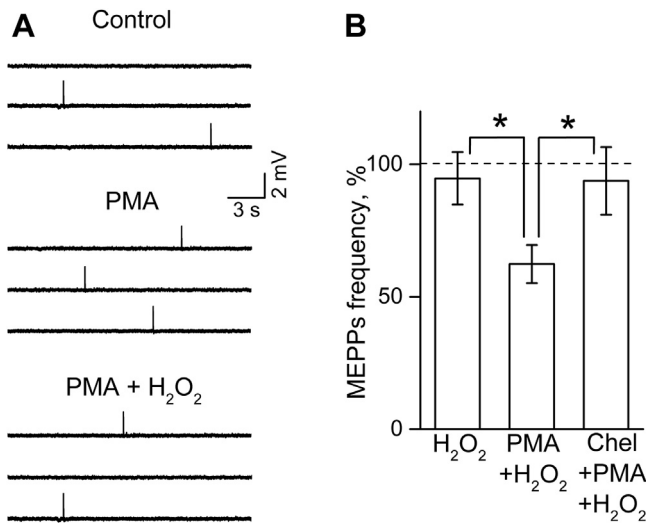 A
Control
2 mV
3 s
PMA
PMA + H₂O₂
B
MEPPs frequency, %
100
50
0
*
*
H₂O₂
PMA
+H₂O₂
Chel
+PMA
+H₂O₂